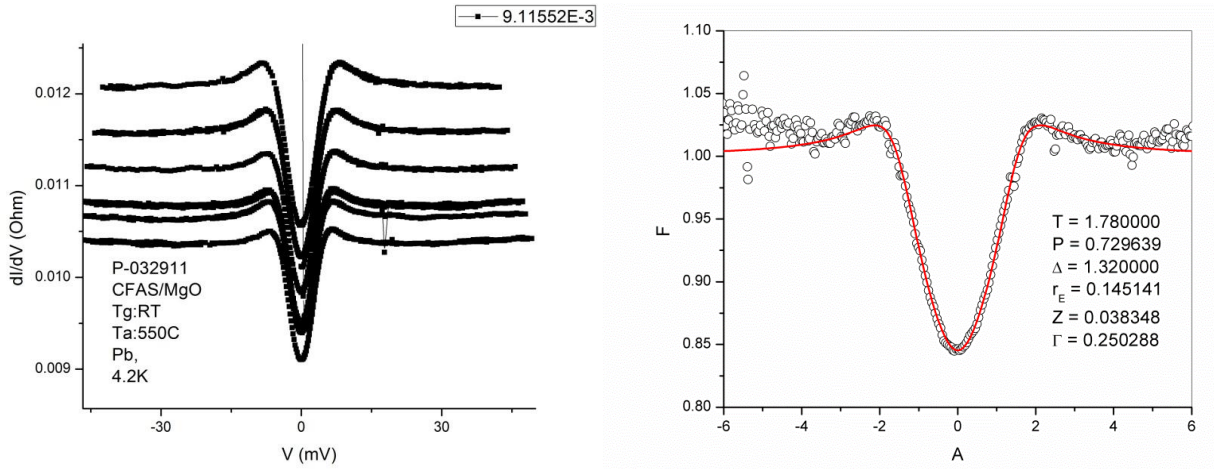 9.11552E-3
dI/dV (Ohm)
0.012
0.011
0.010
0.009
P-032911
CFAS/MgO
Tg:RT
Ta:550C
Pb,
4.2K
-30
0
30
V (mV)
F
1.10
1.05
1.00
0.95
0.90
0.85
0.80
T = 1.780000
P = 0.729639
Δ = 1.320000
r_E = 0.145141
Z = 0.038348
Γ = 0.250288
-6
-4
-2
0
2
4
6
A